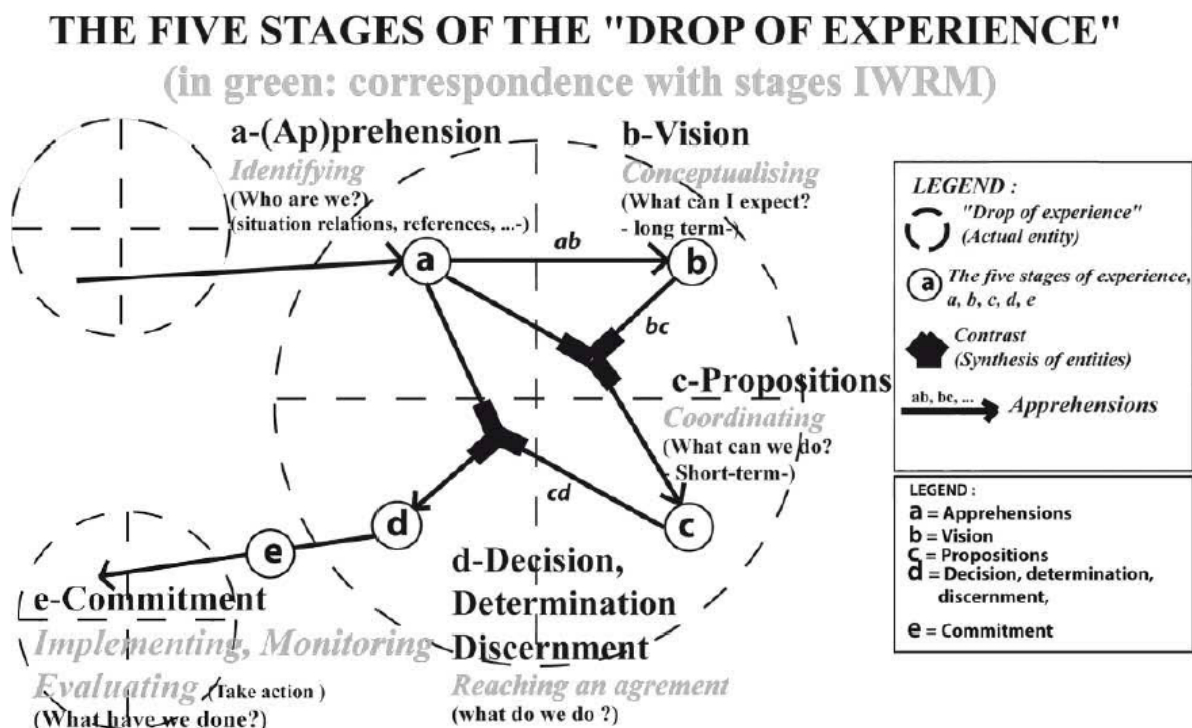 THE FIVE STAGES OF THE "DROP OF EXPERIENCE"
(in green: correspondence with stages IWRM)
a-(Ap)prehension
Identifying
(Who are we?)
(situation relations, references, ...-)
b-Vision
Conceptualising
(What can I expect?
- long term-)
a
ab
b
bc
c-Propositions
Coordinating
(What can we do?
- Short-term-)
cd
c
d
e
d-Decision,
Determination
Discernment
Reaching an agrement
(what do we do ?)
e-Commitment
Implementing, Monitoring
Evaluating (Take action )
(What have we done?)
LEGEND :
"Drop of experience"
(Actual entity)
a
The five stages of experience,
a, b, c, d, e
Contrast
(Synthesis of entities)
ab, bc, ...
Apprehensions
LEGEND :
a = Apprehensions
b = Vision
c = Propositions
d = Decision, determination,
discernment,
e = Commitment